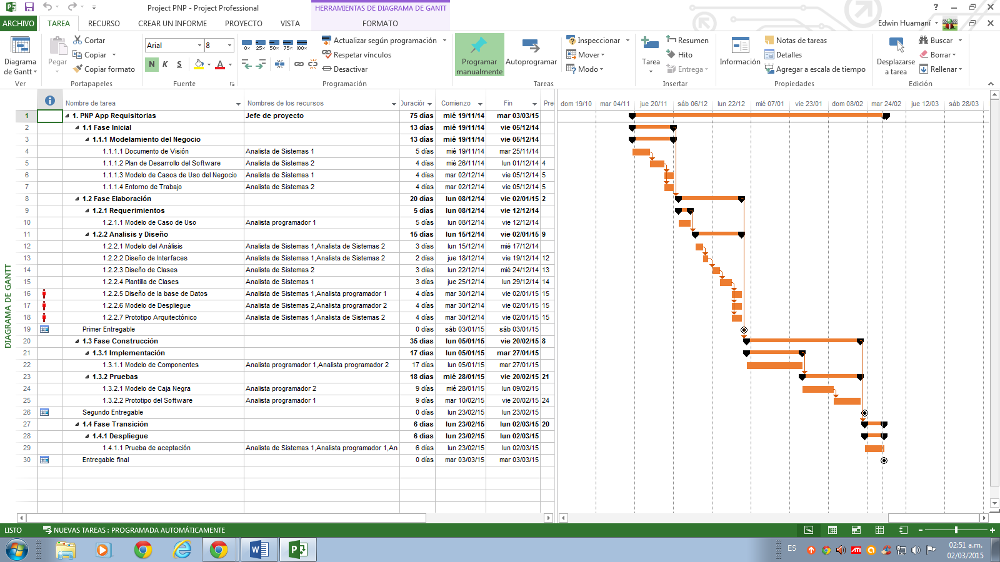 Project PNP - Project Professional
HERRAMIENTAS DE DIAGRAMA DE GANTT
ARCHIVO TAREA RECURSO CREAR UN INFORME PROYECTO VISTA FORMATO
Edwin Huamani
Diagrama de Gantt
Ver
Pegar
Cortar
Copiar
Copiar formato
Portapapeles
Arial 8
N K S
Fuente
0% 25% 50% 75% 100%
Actualizar según programación
Respetar vínculos
Desactivar
Programación
Programar manualmente
Autoprogramar
Inspeccionar
Mover
Modo
Tareas
Tarea
Resumen
Hito
Entrega
Insertar
Información
Notas de tareas
Detalles
Agregar a escala de tiempo
Propiedades
Desplazarse a tarea
Buscar
Borrar
Rellenar
Edición
DIAGRAMA DE GANTT
Nombre de tarea Nombres de los recursos Duración Comienzo Fin Pre
dom 19/10 mar 04/11 jue 20/11 sáb 06/12 lun 22/12 mié 07/01 vie 23/01 dom 08/02 mar 24/02 jue 12/03 sáb 28/03
1 1. PNP App Requisitorias Jefe de proyecto 75 días mié 19/11/14 mar 03/03/15
2 1.1 Fase Inicial 13 días mié 19/11/14 vie 05/12/14
3 1.1.1 Modelamiento del Negocio 13 días mié 19/11/14 vie 05/12/14
4 1.1.1.1 Documento de Visión Analista de Sistemas 1 5 días mié 19/11/14 mar 25/11/14
5 1.1.1.2 Plan de Desarrollo del Software Analista de Sistemas 2 4 días mié 26/11/14 lun 01/12/14 4
6 1.1.1.3 Modelo de Casos de Uso del Negocio Analista de Sistemas 1 4 días mar 02/12/14 vie 05/12/14 5
7 1.1.1.4 Entorno de Trabajo Analista de Sistemas 2 4 días mar 02/12/14 vie 05/12/14 5
8 1.2 Fase Elaboración 20 días lun 08/12/14 vie 02/01/15 2
9 1.2.1 Requerimientos 5 días lun 08/12/14 vie 12/12/14
10 1.2.1.1 Modelo de Caso de Uso Analista programador 1 5 días lun 08/12/14 vie 12/12/14
11 1.2.2 Analisis y Diseño 15 días lun 15/12/14 vie 02/01/15 9
12 1.2.2.1 Modelo del Análisis Analista de Sistemas 1,Analista de Sistemas 2 3 días lun 15/12/14 mié 17/12/14
13 1.2.2.2 Diseño de Interfaces Analista de Sistemas 1,Analista de Sistemas 2 2 días jue 18/12/14 vie 19/12/14 12
14 1.2.2.3 Diseño de Clases Analista de Sistemas 2 3 días lun 22/12/14 mié 24/12/14 13
15 1.2.2.4 Plantilla de Clases Analista de Sistemas 1 3 días jue 25/12/14 lun 29/12/14 14
16 1.2.2.5 Diseño de la base de Datos Analista de Sistemas 1,Analista programador 1 4 días mar 30/12/14 vie 02/01/15 15
17 1.2.2.6 Modelo de Despliegue Analista de Sistemas 2,Analista programador 2 4 días mar 30/12/14 vie 02/01/15 15
18 1.2.2.7 Prototipo Arquitectónico Analista de Sistemas 1,Analista de Sistemas 2 4 días mar 30/12/14 vie 02/01/15 15
19 Primer Entregable 0 días sáb 03/01/15 sáb 03/01/15
20 1.3 Fase Construcción 35 días lun 05/01/15 vie 20/02/15 8
21 1.3.1 Implementación 17 días lun 05/01/15 mar 27/01/15
22 1.3.1.1 Modelo de Componentes Analista programador 1,Analista programador 2 17 días lun 05/01/15 mar 27/01/15
23 1.3.2 Pruebas 18 días mié 28/01/15 vie 20/02/15 21
24 1.3.2.1 Modelo de Caja Negra Analista programador 2 9 días mié 28/01/15 lun 09/02/15
25 1.3.2.2 Prototipo del Software Analista programador 1 9 días mar 10/02/15 vie 20/02/15 24
26 Segundo Entregable 0 días lun 23/02/15 lun 23/02/15
27 1.4 Fase Transición 6 días lun 23/02/15 lun 02/03/15 20
28 1.4.1 Despliegue 6 días lun 23/02/15 lun 02/03/15
29 1.4.1.1 Prueba de aceptación Analista de Sistemas 1,Analista programador 1,An 6 días lun 23/02/15 lun 02/03/15
30 Entregable final 0 días mar 03/03/15 mar 03/03/15
LISTO NUEVAS TAREAS : PROGRAMADA AUTOMÁTICAMENTE
ES ATI 02:51 a.m.
02/03/2015